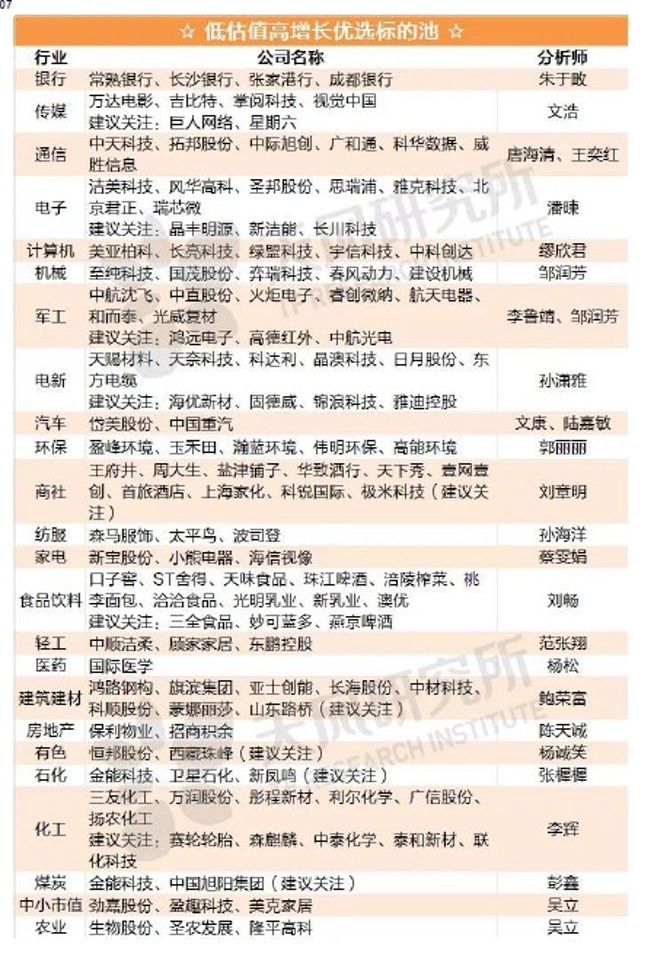 07
☆ 低估值高增长优选标的池 ☆
行业 公司名称 分析师
银行 常熟银行、长沙银行、张家港行、成都银行 朱于畋
传媒 万达电影、吉比特、掌阅科技、视觉中国
建议关注：巨人网络、星期六 文浩
通信 中天科技、拓邦股份、中际旭创、广和通、科华数据、威
胜信息 唐海清、王奕红
电子 洁美科技、风华高科、圣邦股份、思瑞浦、雅克科技、北
京君正、瑞芯微
建议关注：晶丰明源、新洁能、长川科技 潘暕
计算机 美亚柏科、长亮科技、绿盟科技、宇信科技、中科创达 缪欣君
机械 至纯科技、国茂股份、弈瑞科技、春风动力、建设机械 邹润芳
军工 中航沈飞、中直股份、火炬电子、睿创微纳、航天电器、
和而泰、光威复材
建议关注：鸿远电子、高德红外、中航光电 李鲁靖、邹润芳
电新 天赐材料、天奈科技、科达利、晶澳科技、日月股份、东
方电缆
建议关注：海优新材、固德威、锦浪科技、雅迪控股 孙潇雅
汽车 岱美股份、中国重汽 文康、陆嘉敏
环保 盈峰环境、玉禾田、瀚蓝环境、伟明环保、高能环境 郭丽丽
商社 王府井、周大生、盐津铺子、华致酒行、天下秀、壹网壹
创、首旅酒店、上海家化、科锐国际、极米科技（建议关
注） 刘章明
纺服 森马服饰、太平鸟、波司登 孙海洋
家电 新宝股份、小熊电器、海信视像 蔡雯娟
食品饮料 口子窖、ST舍得、天味食品、珠江啤酒、涪陵榨菜、桃
李面包、洽洽食品、光明乳业、新乳业、澳优
建议关注：三全食品、妙可蓝多、燕京啤酒 刘畅
轻工 中顺洁柔、顾家家居、东鹏控股 范张翔
医药 国际医学 杨松
建筑建材 鸿路钢构、旗滨集团、亚士创能、长海股份、中材科技、
科顺股份、蒙娜丽莎、山东路桥（建议关注） 鲍荣富
房地产 保利物业、招商积余 陈天诚
有色 恒邦股份、西藏珠峰（建议关注） 杨诚笑
石化 金能科技、卫星石化、新凤鸣（建议关注） 张樨樨
化工 三友化工、万润股份、彤程新材、利尔化学、广信股份、
扬农化工
建议关注：赛轮轮胎、森麒麟、中泰化学、泰和新材、联
化科技 李辉
煤炭 金能科技、中国旭阳集团（建议关注） 彭鑫
中小市值 劲嘉股份、盈趣科技、美克家居 吴立
农业 生物股份、圣农发展、隆平高科 吴立
天风研究所
TF RESEARCH INSTITUTE
天风研究所
RESEARCH INSTITUTE